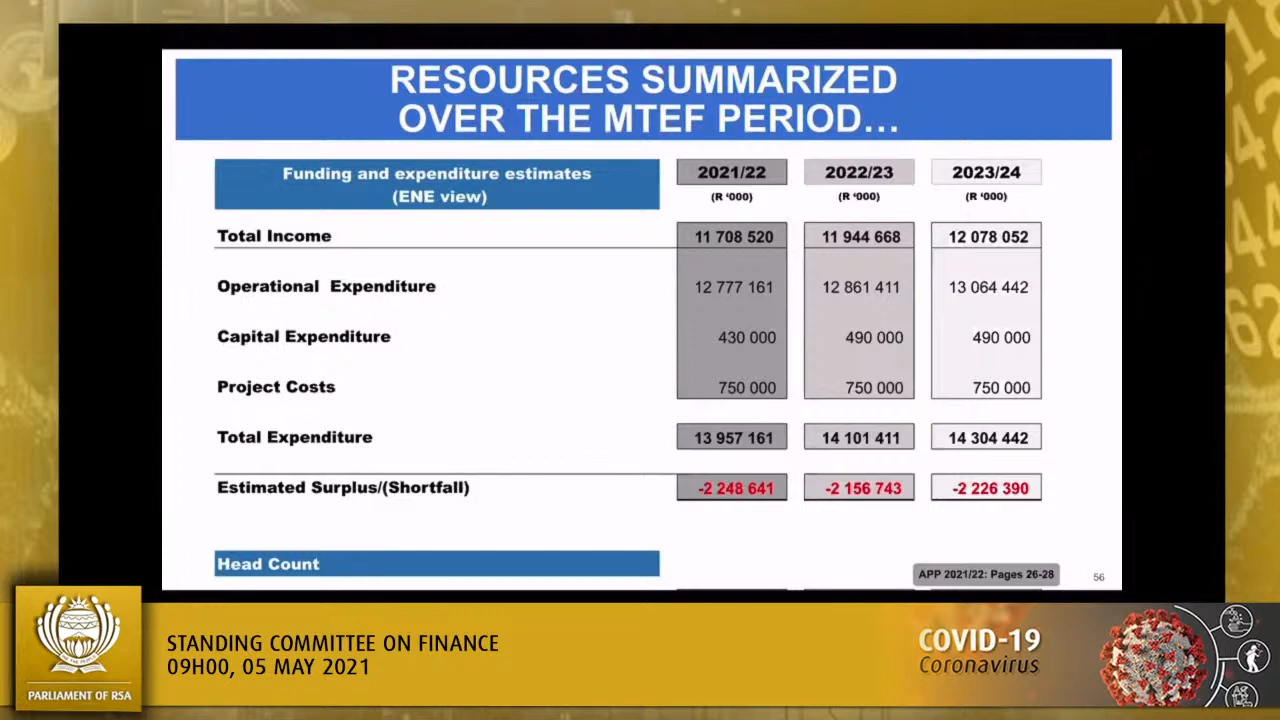 RESOURCES SUMMARIZED
OVER THE MTEF PERIOD...
Funding and expenditure estimates
(ENE view)
2021/22 2022/23 2023/24
(R '000) (R '000) (R '000)
Total Income 11 708 520 11 944 668 12 078 052
Operational Expenditure 12 777 161 12 861 411 13 064 442
Capital Expenditure 430 000 490 000 490 000
Project Costs 750 000 750 000 750 000
Total Expenditure 13 957 161 14 101 411 14 304 442
Estimated Surplus/(Shortfall) -2 248 641 -2 156 743 -2 226 390
Head Count
APP 2021/22: Pages 26-28
56
STANDING COMMITTEE ON FINANCE
09H00, 05 MAY 2021
PARLIAMENT OF RSA
COVID-19
Coronavirus